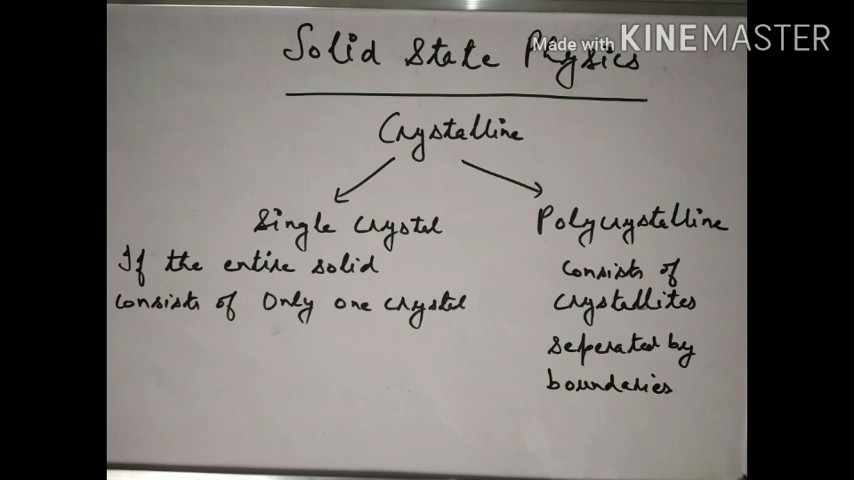 Solid State Physics
Made with KINEMASTER
Crystalline
Single Crystal
If the entire solid
consists of Only one crystal
Polycrystalline
consists of
crystallites
seperated by
boundaries